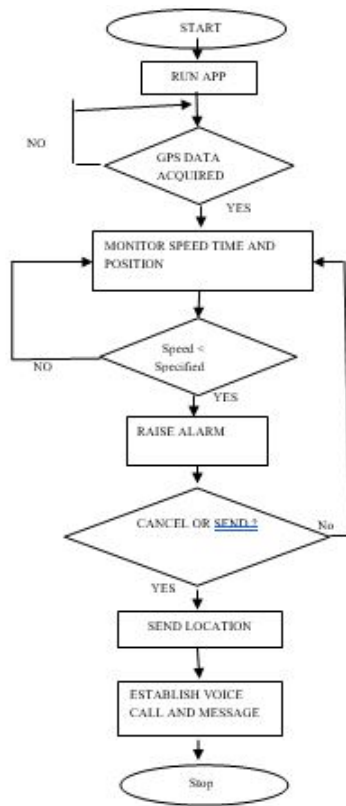 START
RUN APP
NO
GPS DATA
ACQUIRED
YES
MONITOR SPEED TIME AND
POSITION
Speed <
Specified
NO
YES
RAISE ALARM
CANCEL OR SEND ?
No
YES
SEND LOCATION
ESTABLISH VOICE
CALL AND MESSAGE
Stop